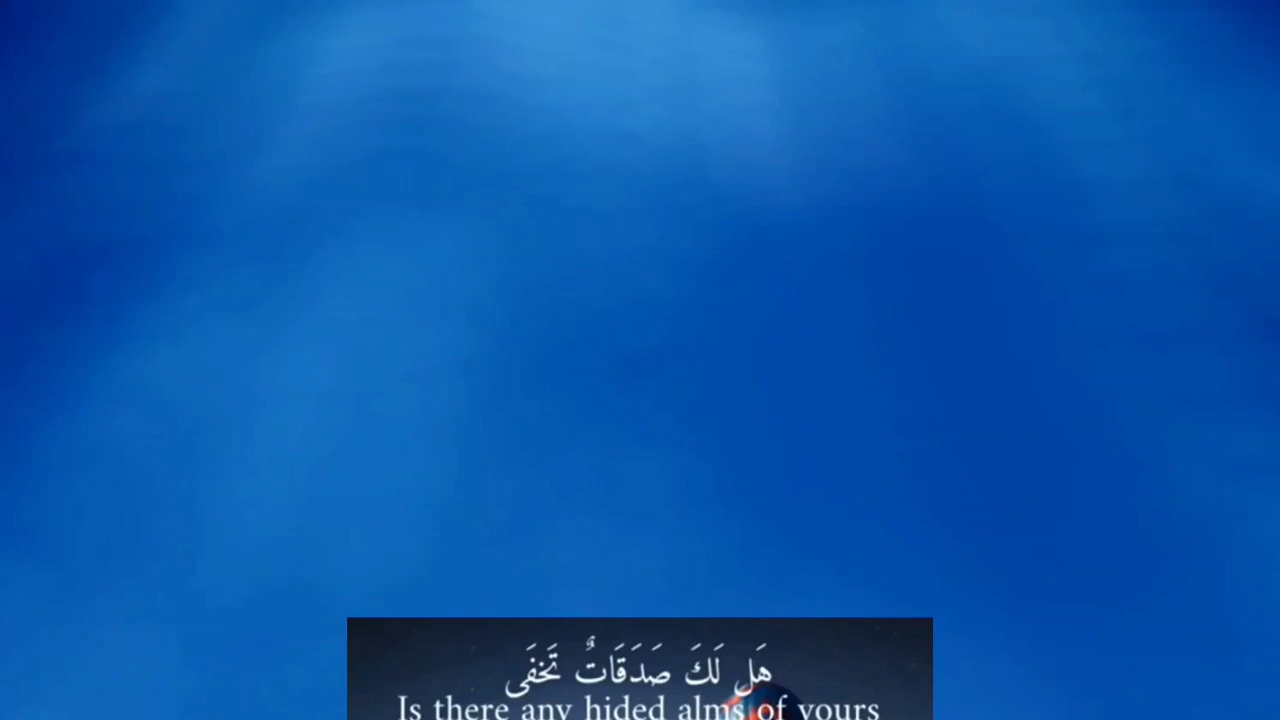 هَل لَكَ صَدَقَاتٌ تَخفَى
Is there any hided alms of yours